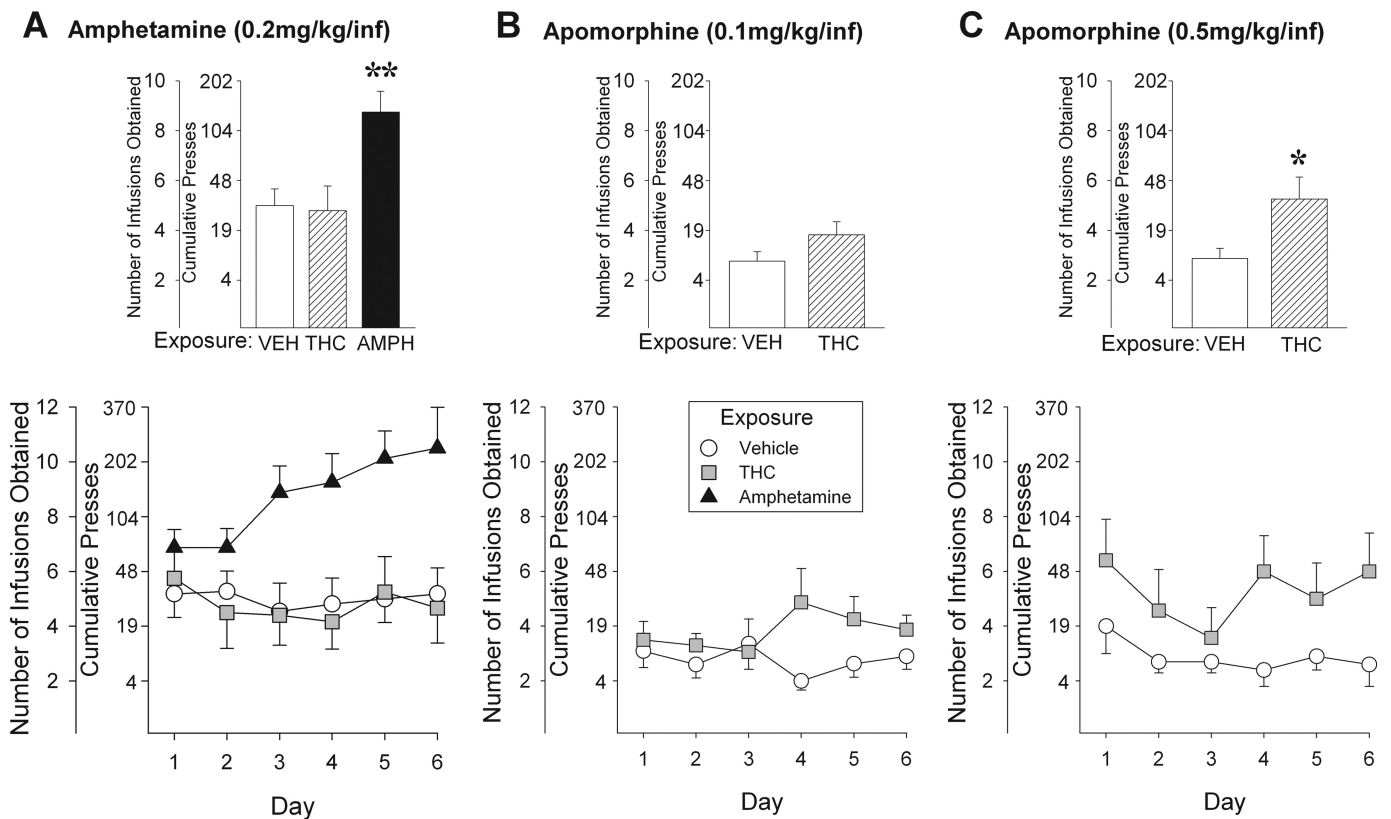 A Amphetamine (0.2mg/kg/inf)
Number of Infusions Obtained
10
8
6
4
2
Cumulative Presses
202
104
48
19
4
**
Exposure: VEH THC AMPH
Number of Infusions Obtained
12
10
8
6
4
2
Cumulative Presses
370
202
104
48
19
4
1 2 3 4 5 6
Day
B Apomorphine (0.1mg/kg/inf)
Number of Infusions Obtained
10
8
6
4
2
Cumulative Presses
202
104
48
19
4
Exposure: VEH THC
Number of Infusions Obtained
12
10
8
6
4
2
Cumulative Presses
370
202
104
48
19
4
Exposure
Vehicle
THC
Amphetamine
1 2 3 4 5 6
Day
C Apomorphine (0.5mg/kg/inf)
Number of Infusions Obtained
10
8
6
4
2
Cumulative Presses
202
104
48
19
4
*
Exposure: VEH THC
Number of Infusions Obtained
12
10
8
6
4
2
Cumulative Presses
370
202
104
48
19
4
1 2 3 4 5 6
Day